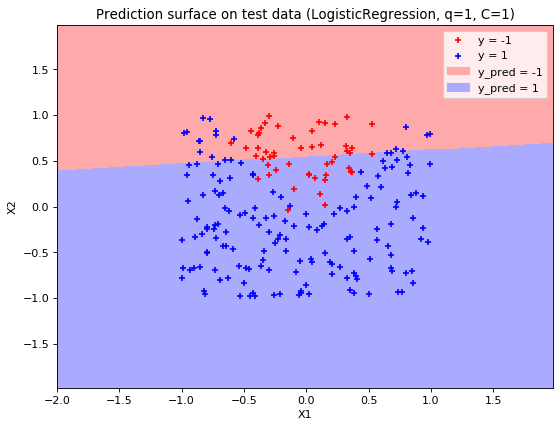 Prediction surface on test data (LogisticRegression, q=1, C=1)
y = -1
y = 1
y_pred = -1
y_pred = 1
X2
1.5
1.0
0.5
0.0
−0.5
−1.0
−1.5
−2.0 −1.5 −1.0 −0.5 0.0 0.5 1.0 1.5
X1